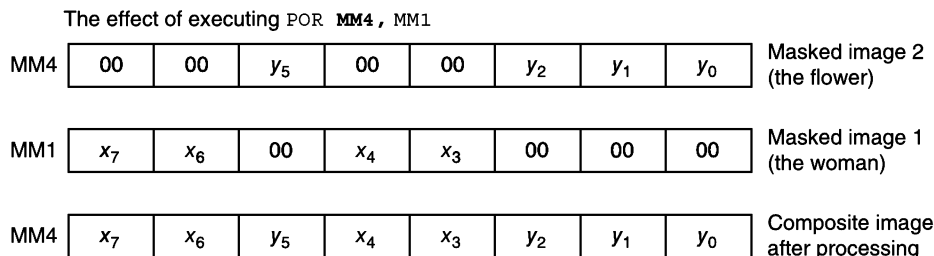 The effect of executing POR MM4, MM1
MM4 00 00 y5 00 00 y2 y1 y0 Masked image 2
(the flower)
MM1 x7 x6 00 x4 x3 00 00 00 Masked image 1
(the woman)
MM4 x7 x6 y5 x4 x3 y2 y1 y0 Composite image
after processing